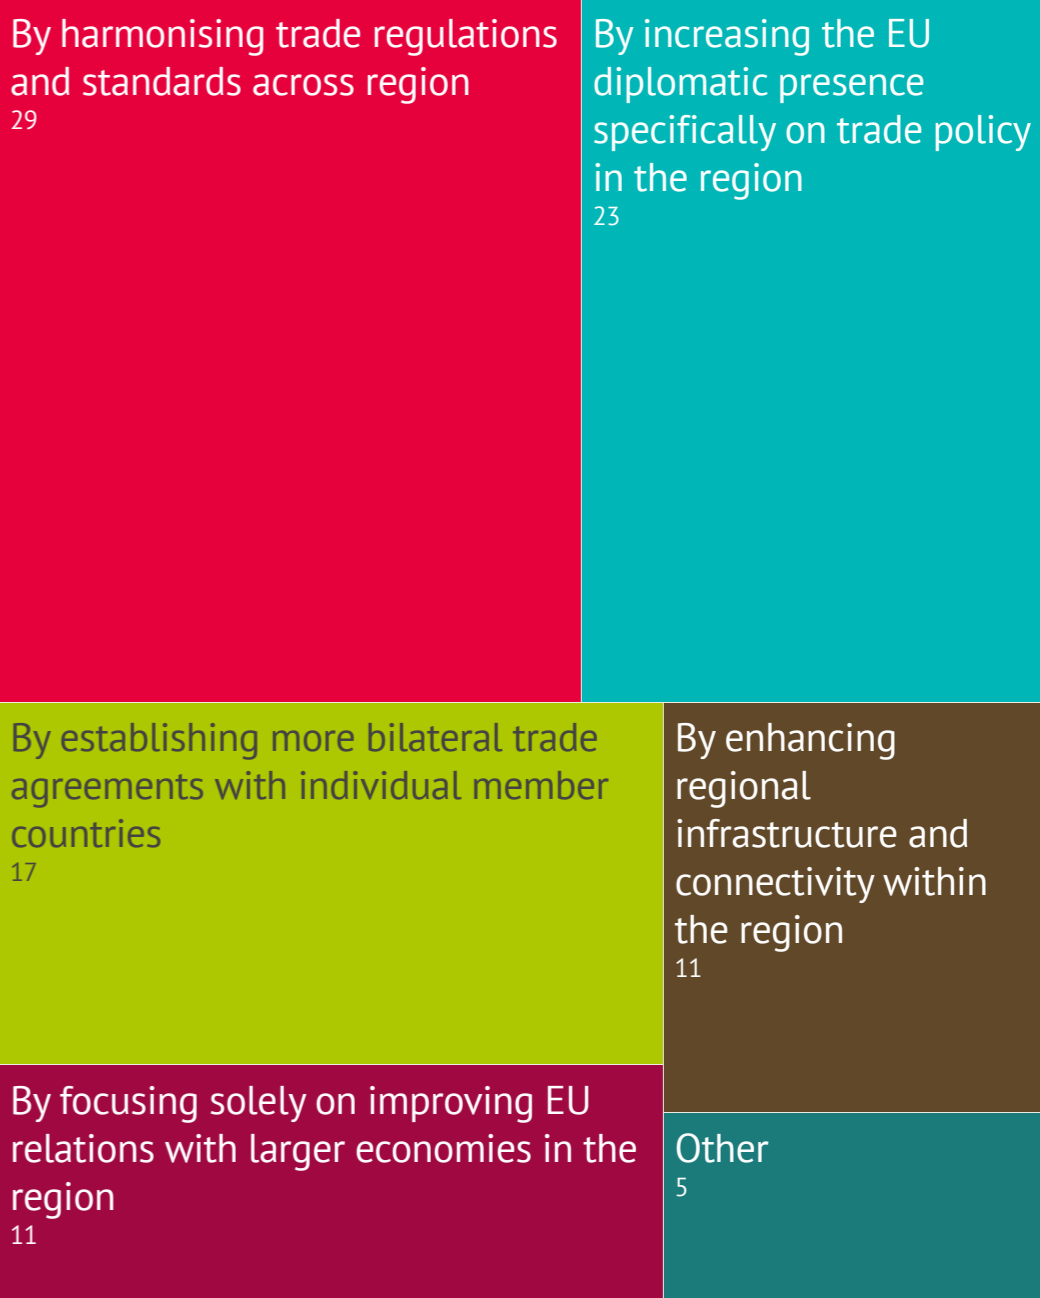 By harmonising trade regulations
and standards across region
29
By increasing the EU
diplomatic presence
specifically on trade policy
in the region
23
By establishing more bilateral trade
agreements with individual member
countries
17
By enhancing
regional
infrastructure and
connectivity within
the region
11
By focusing solely on improving EU
relations with larger economies in the
region
11
Other
5